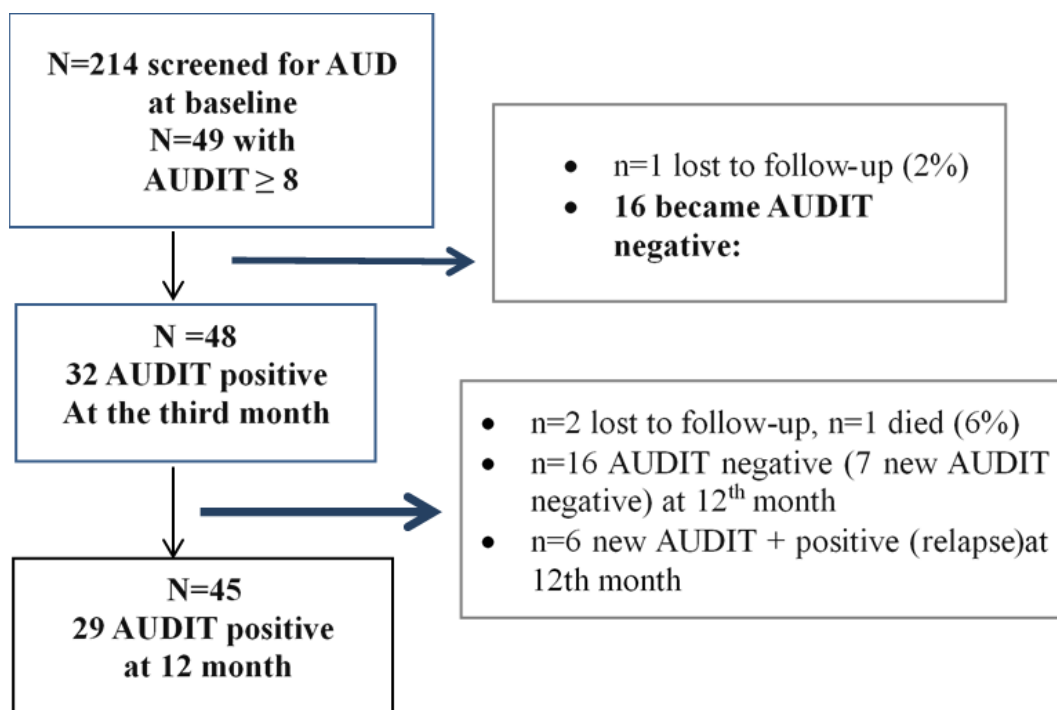 N=214 screened for AUD
at baseline
N=49 with
AUDIT ≥ 8
• n=1 lost to follow-up (2%)
• 16 became AUDIT
negative:
N =48
32 AUDIT positive
At the third month
• n=2 lost to follow-up, n=1 died (6%)
• n=16 AUDIT negative (7 new AUDIT
negative) at 12th month
• n=6 new AUDIT + positive (relapse)at
12th month
N=45
29 AUDIT positive
at 12 month